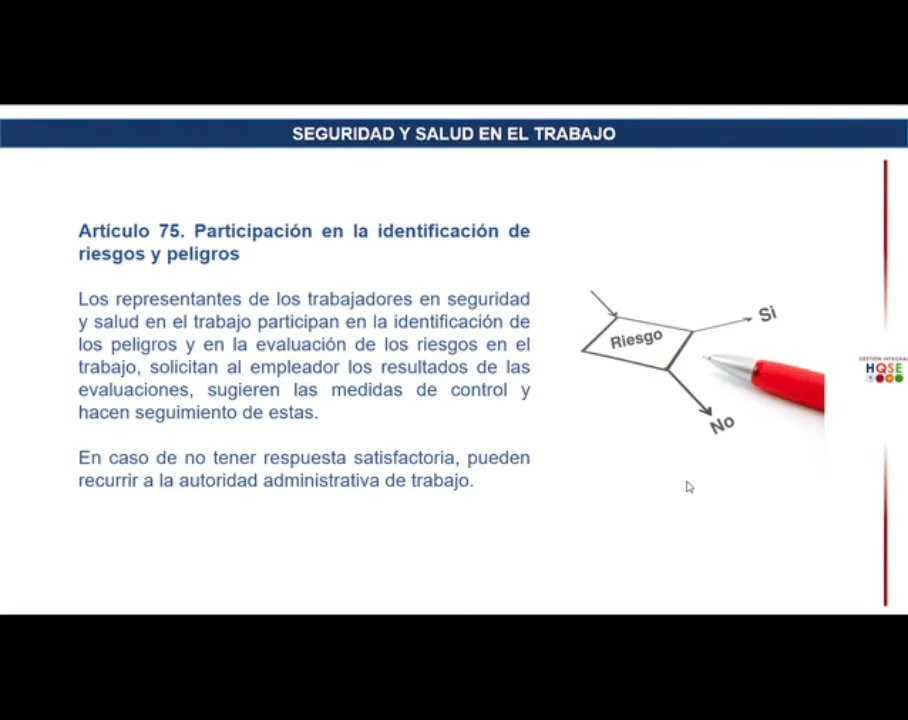 SEGURIDAD Y SALUD EN EL TRABAJO
Artículo 75. Participación en la identificación de
riesgos y peligros
Los representantes de los trabajadores en seguridad
y salud en el trabajo participan en la identificación de
los peligros y en la evaluación de los riesgos en el
trabajo, solicitan al empleador los resultados de las
evaluaciones, sugieren las medidas de control y
hacen seguimiento de estas.
En caso de no tener respuesta satisfactoria, pueden
recurrir a la autoridad administrativa de trabajo.
Riesgo
Si
No
GESTIÓN INTEGRAL
HQSE